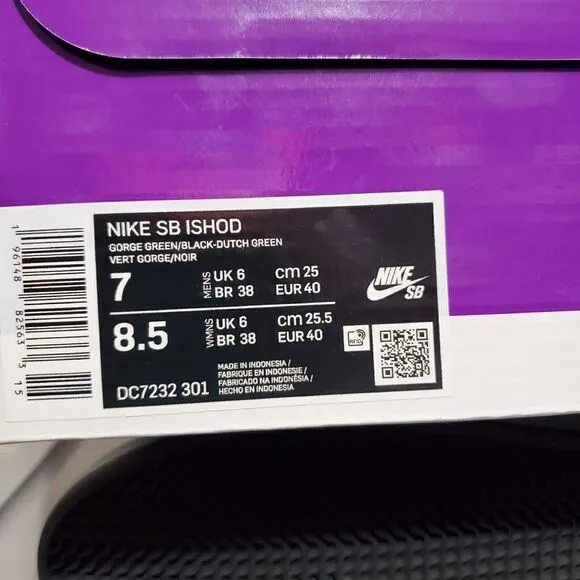 NIKE SB ISHOD
GORGE GREEN/BLACK-DUTCH GREEN
VERT GORGE/NOIR
7 MENS UK 6 CM 25
BR 38 EUR 40
8.5 WMNS UK 6 CM 25.5
BR 38 EUR 40
MADE IN INDONESIA /
FABRIQUE EN INDONESIE /
FABRICADO NA INDONÉSIA /
HECHO EN INDONESIA
DC7232 301
NIKE
SB
RFID
1 96148 82563 3 15